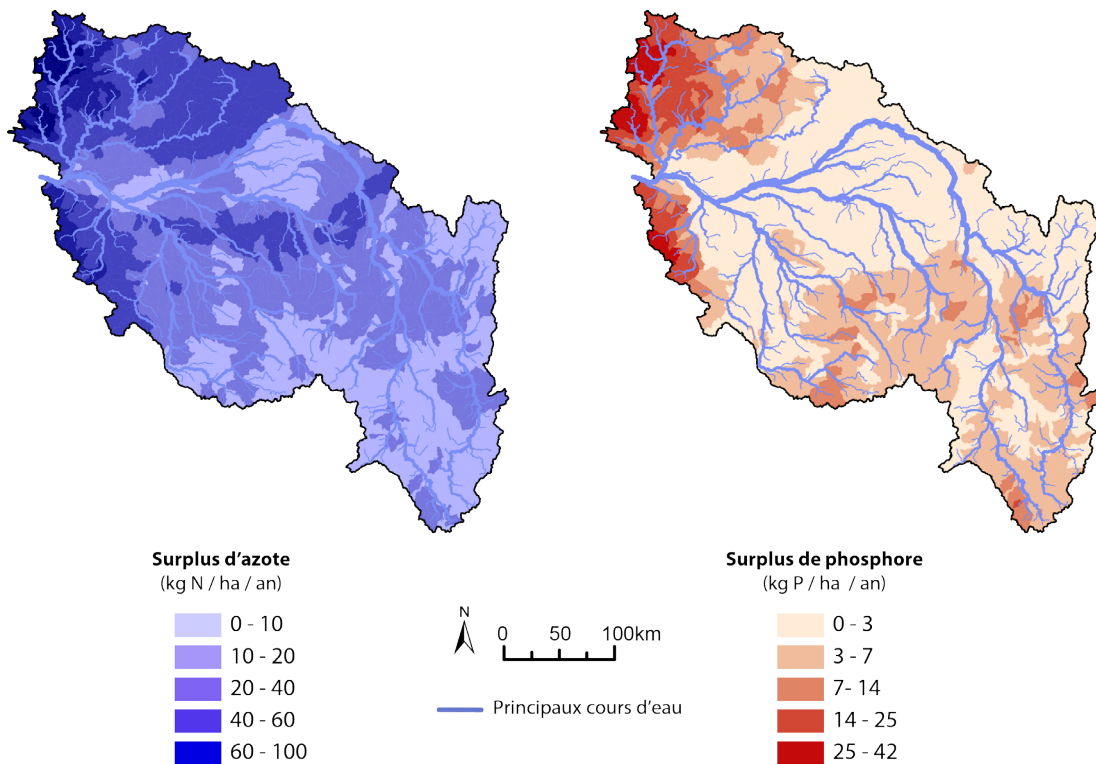 Surplus d'azote
(kg N / ha / an)
0 - 10
10 - 20
20 - 40
40 - 60
60 - 100
N
0 50 100km
Principaux cours d'eau
Surplus de phosphore
(kg P / ha / an)
0 - 3
3 - 7
7- 14
14 - 25
25 - 42